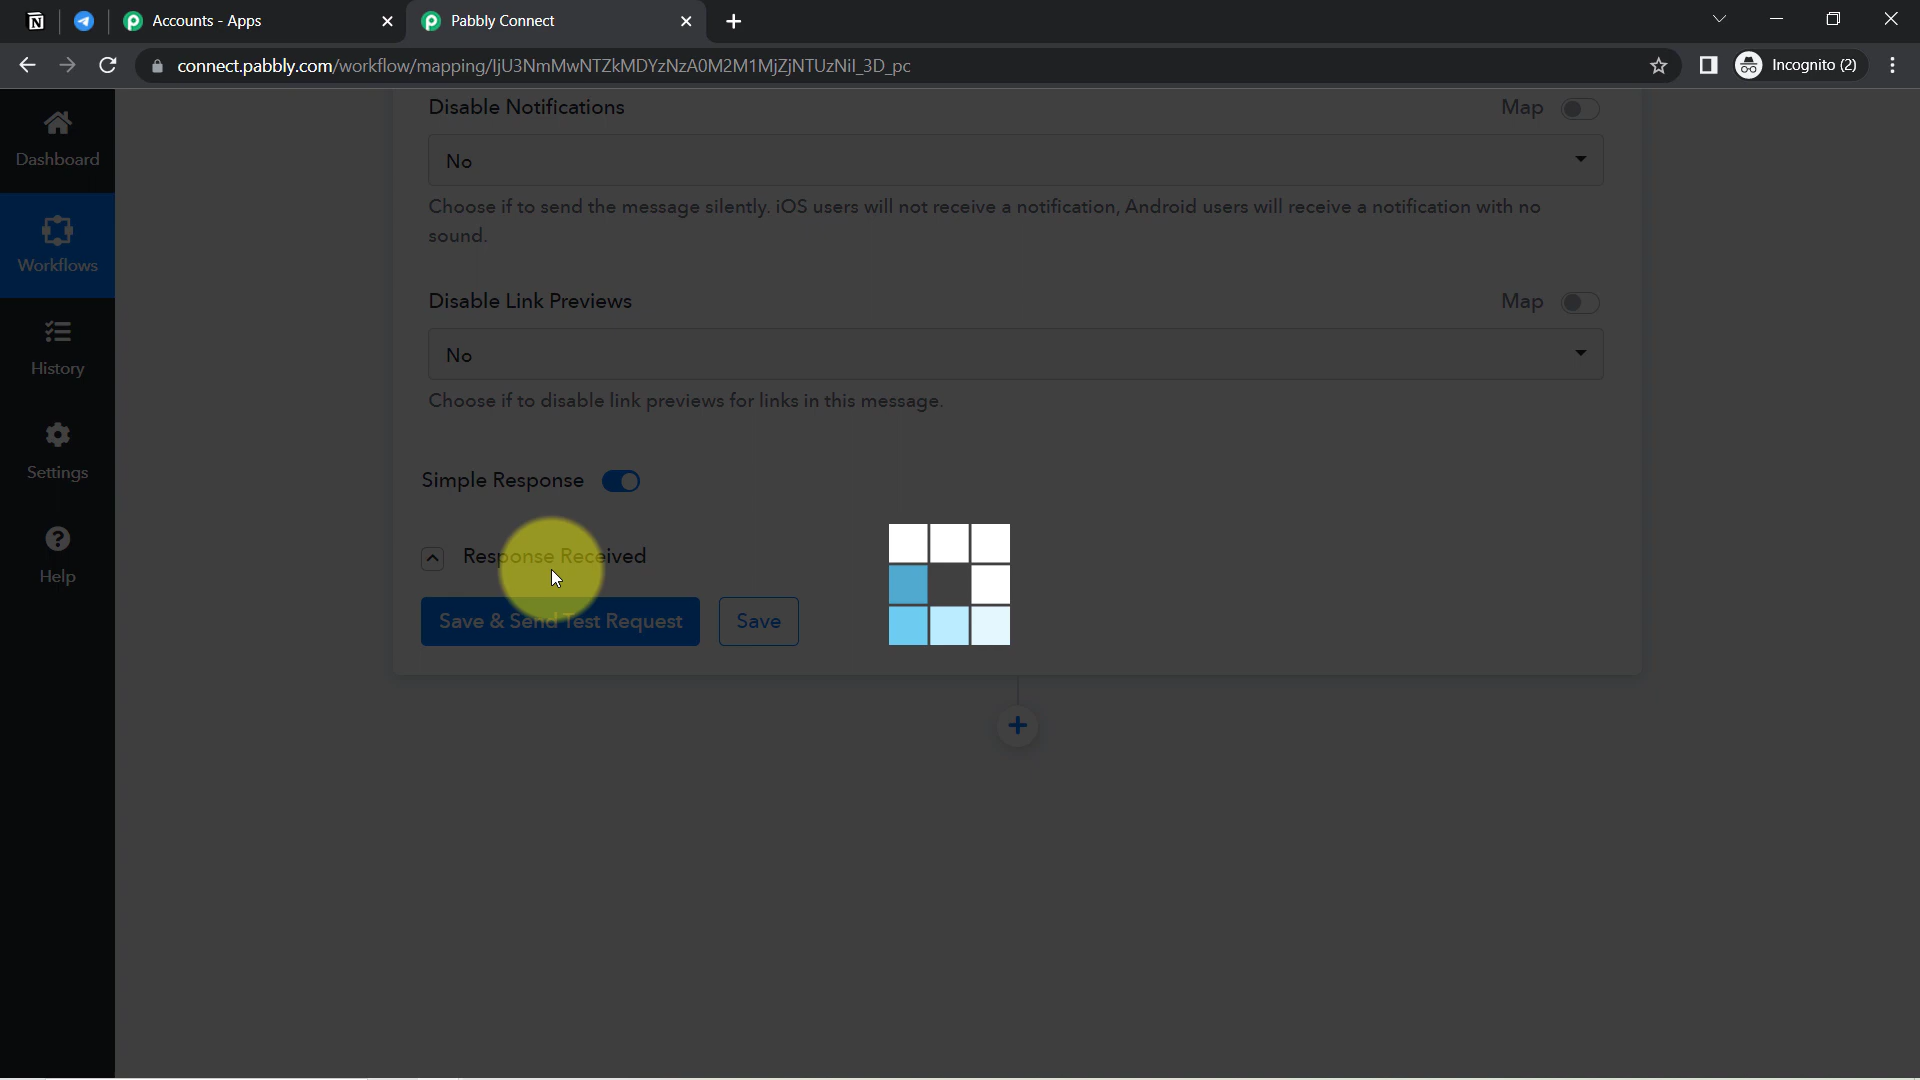 Accounts - Apps
Pabbly Connect
connect.pabbly.com/workflow/mapping/IjU3NmMwNTZkMDYzNzA0M2M1MjZjNTUzNiI_3D_pc
Incognito (2)
Dashboard
Workflows
History
Settings
Help
Disable Notifications
Map
No
Choose if to send the message silently. iOS users will not receive a notification, Android users will receive a notification with no
sound.
Disable Link Previews
Map
No
Choose if to disable link previews for links in this message.
Simple Response
Response Received
Save & Send Test Request
Save